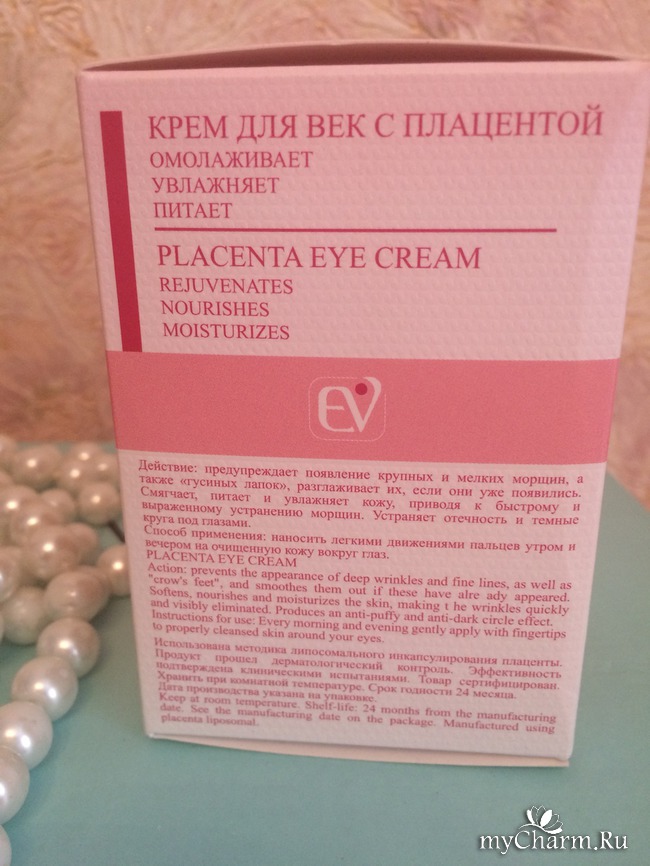 КРЕМ ДЛЯ ВЕК С ПЛАЦЕНТОЙ
ОМОЛАЖИВАЕТ
УВЛАЖНЯЕТ
ПИТАЕТ
PLACENTA EYE CREAM
REJUVENATES
NOURISHES
MOISTURIZES
EV
Действие: предупреждает появление крупных и мелких морщин, а
также «гусиных лапок», разглаживает их, если они уже появились.
Смягчает, питает и увлажняет кожу, приводя к быстрому и
выраженному устранению морщин. Устраняет отечность и темные
круга под глазами.
Способ применения: наносить легкими движениями пальцев утром и
вечером на очищенную кожу вокруг глаз.
PLACENTA EYE CREAM
Action: prevents the appearance of deep wrinkles and fine lines, as well as
"crow's feet", and smoothes them out if these have alre ady appeared.
Softens, nourishes and moisturizes the skin, making t he wrinkles quickly
and visibly eliminated. Produces an anti-puffy and anti-dark circle effect.
Instructions for use: Every morning and evening gently apply with fingertips
to properly cleansed skin around your eyes.
Использована методика липосомального инкапсулирования плаценты.
Продукт прошел дерматологический контроль. Эффективность
подтверждена клиническими испытаниями. Товар сертифицирован.
Хранить при комнатной температуре. Срок годности 24 месяца.
Дата производства указана на упаковке.
Keep at room temperature. Shelf-life: 24 months from the manufacturing
date. See the manufacturing date on the package. Manufactured using
placenta liposomal.
myCharm.Ru